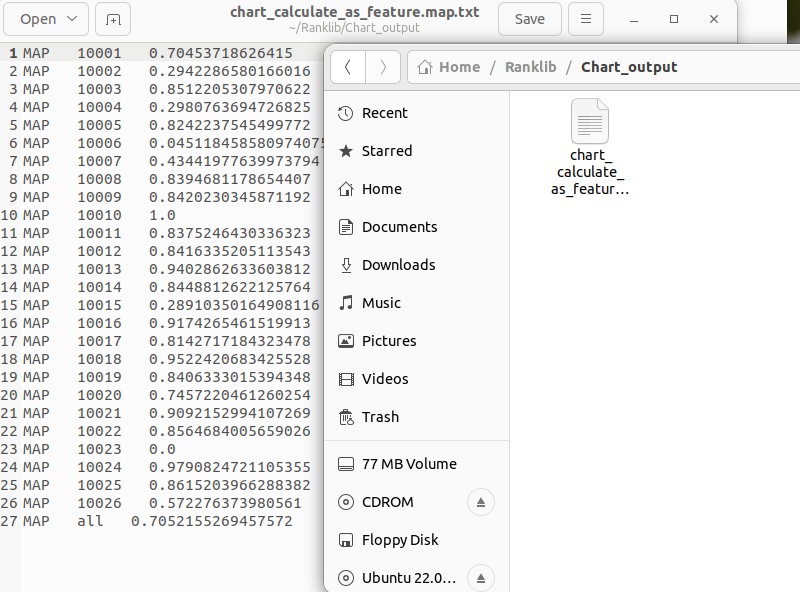 Open
chart_calculate_as_feature.map.txt
~/Ranklib/Chart_output
Save
1 MAP 10001 0.70453718626415
2 MAP 10002 0.2942286580166016
3 MAP 10003 0.8512205307970622
4 MAP 10004 0.2980763694726825
5 MAP 10005 0.8242237545499772
6 MAP 10006 0.045118458580974075
7 MAP 10007 0.43441977639973794
8 MAP 10008 0.8394681178654407
9 MAP 10009 0.8420230345871192
10 MAP 10010 1.0
11 MAP 10011 0.8375246430336323
12 MAP 10012 0.8416335205113543
13 MAP 10013 0.9402862633603812
14 MAP 10014 0.8448812622125764
15 MAP 10015 0.28910350164908116
16 MAP 10016 0.9174265461519913
17 MAP 10017 0.8142717184323478
18 MAP 10018 0.9522420683425528
19 MAP 10019 0.8406333015394348
20 MAP 10020 0.7457220461260254
21 MAP 10021 0.9092152994107269
22 MAP 10022 0.8564684005659026
23 MAP 10023 0.0
24 MAP 10024 0.9790824721105355
25 MAP 10025 0.8615203966288382
26 MAP 10026 0.572276373980561
27 MAP all 0.7052155269457572
Home / Ranklib / Chart_output
Recent
Starred
Home
Documents
Downloads
Music
Pictures
Videos
Trash
77 MB Volume
CDROM
Floppy Disk
Ubuntu 22.0…
chart_
calculate_
as_featur…